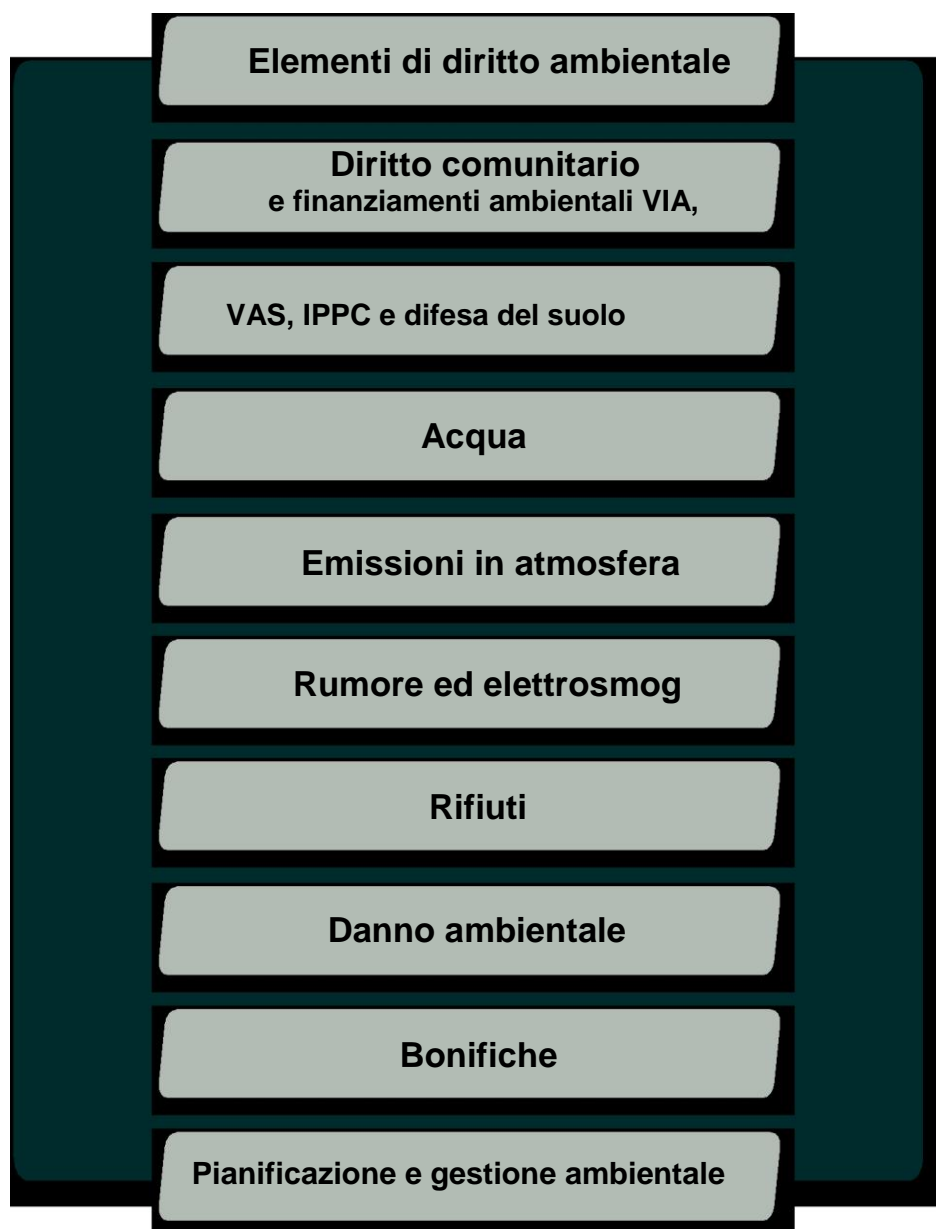 Elementi di diritto ambientale
Diritto comunitario
e finanziamenti ambientali VIA,
VAS, IPPC e difesa del suolo
Acqua
Emissioni in atmosfera
Rumore ed elettrosmog
Rifiuti
Danno ambientale
Bonifiche
Pianificazione e gestione ambientale